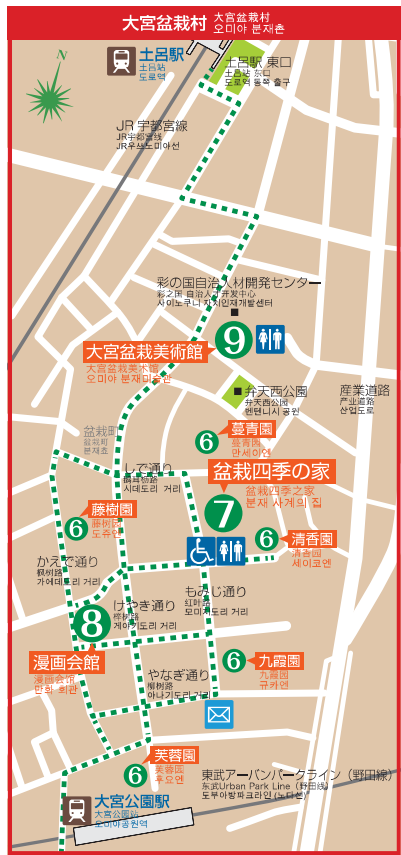 大宮盆栽村
大宮盆栽村
오미야 분재촌
N
土呂駅
土吕站
도로역
土呂駅 東口
土吕站 东口
도로역 동쪽 출구
JR宇都宮線
JR宇都宫线
JR우쓰노미야선
彩の国自治人材開発センター
彩之国 自治人才开发中心
사이노쿠니 자치인재개발센터
9
大宮盆栽美術館
大宫盆栽美术馆
오미야 분재미술관
弁天西公園
弁天西公园
벤텐니시 공원
産業道路
产业道路
산업도로
盆栽町
盆栽町
분재쵸
6
蔓青園
蔓青园
만세이엔
しで通り
시데도리 거리
盆栽四季の家
盆栽四季之家
분재 사계의 집
7
藤樹園
藤树园
도쥬엔
6
6
清香園
清香园
세이코엔
かえで通り
枫树路
가에데도리 거리
もみじ通り
红叶路
모미지도리 거리
けやき通り
榉树路
게야키도리 거리
8
漫画会館
漫画会馆
만화 회관
6
九霞園
九霞园
규카엔
やなぎ通り
柳树路
야나기도리 거리
芙蓉園
芙蓉园
후요엔
6
東武アーバンパークライン（野田線）
东武Urban Park Line（野田线）
도부아방파크라인 (노다선)
大宮公園駅
大宫公园站
오미야공원역